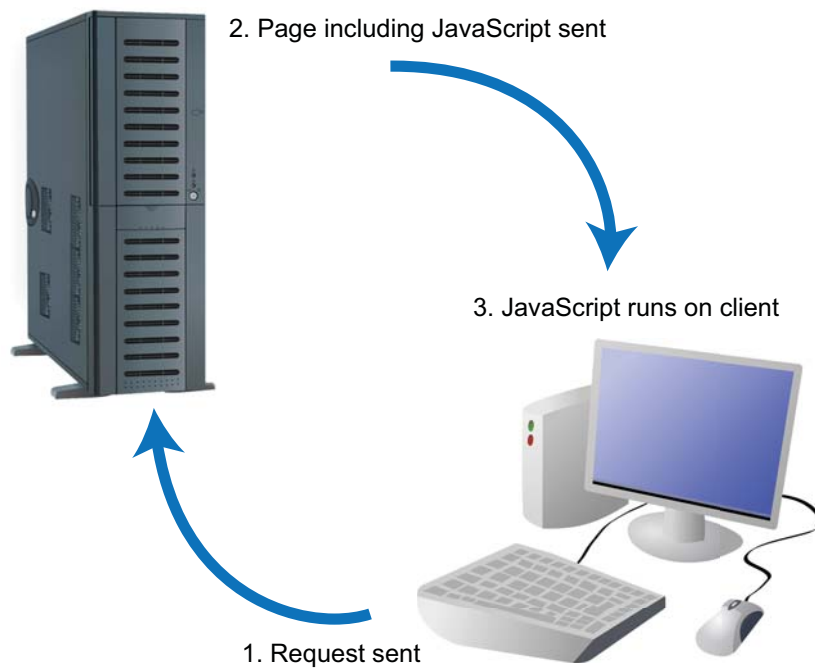 2. Page including JavaScript sent
3. JavaScript runs on client
1. Request sent